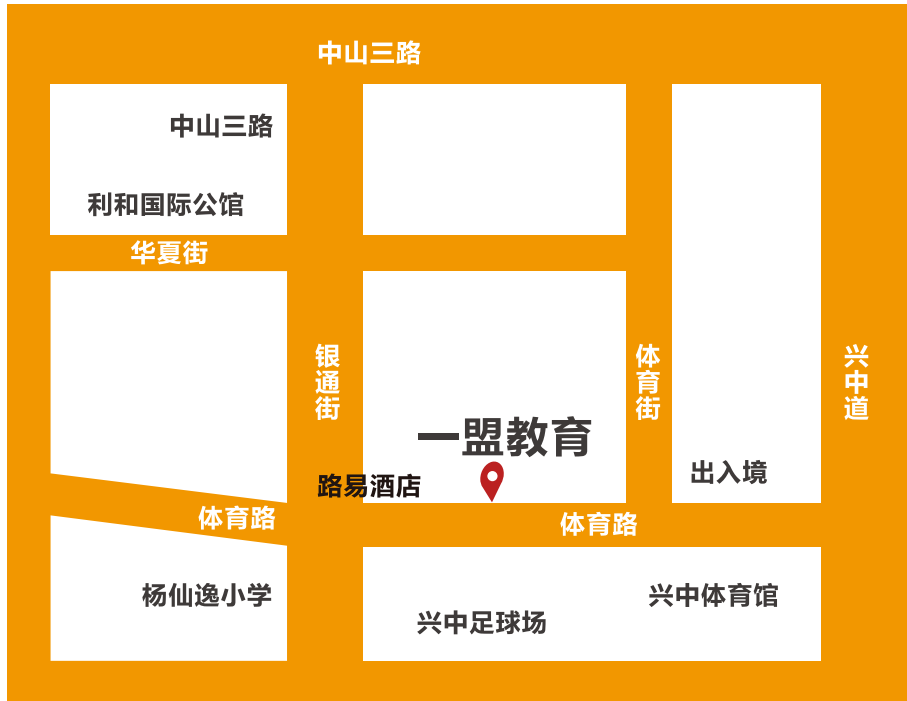 中山三路
中山三路
利和国际公馆
华夏街
银通街
体育街
兴中道
一盟教育
出入境
路易酒店
体育路
体育路
杨仙逸小学
兴中体育馆
兴中足球场